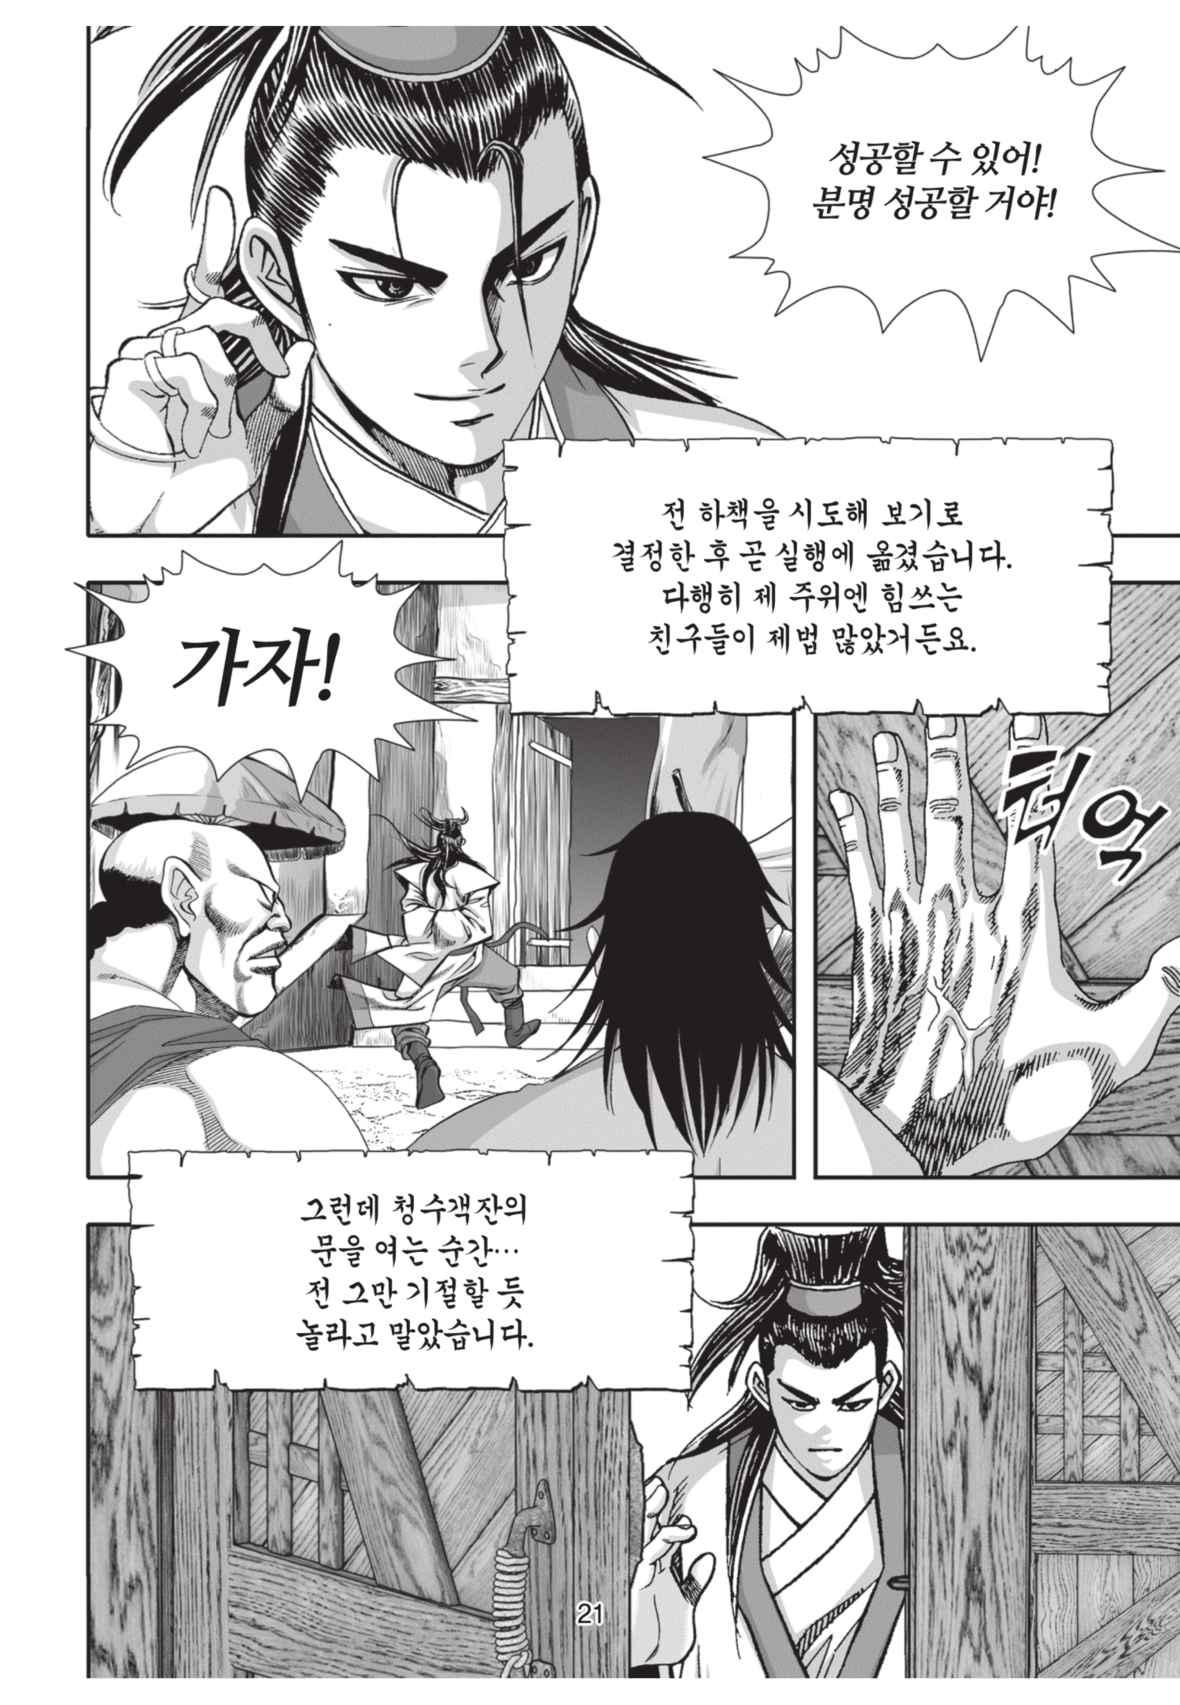 성공할 수 있어!
분명 성공할 거야!
전 하책을 시도해 보기로
결정한 후 곧 실행에 옮겼습니다.
다행히 제 주위엔 힘쓰는
친구들이 제법 많았거든요.
가자!
턱
억
그런데 청수객잔의
문을 여는 순간…
전 그만 기절할 듯
놀라고 말았습니다.
21